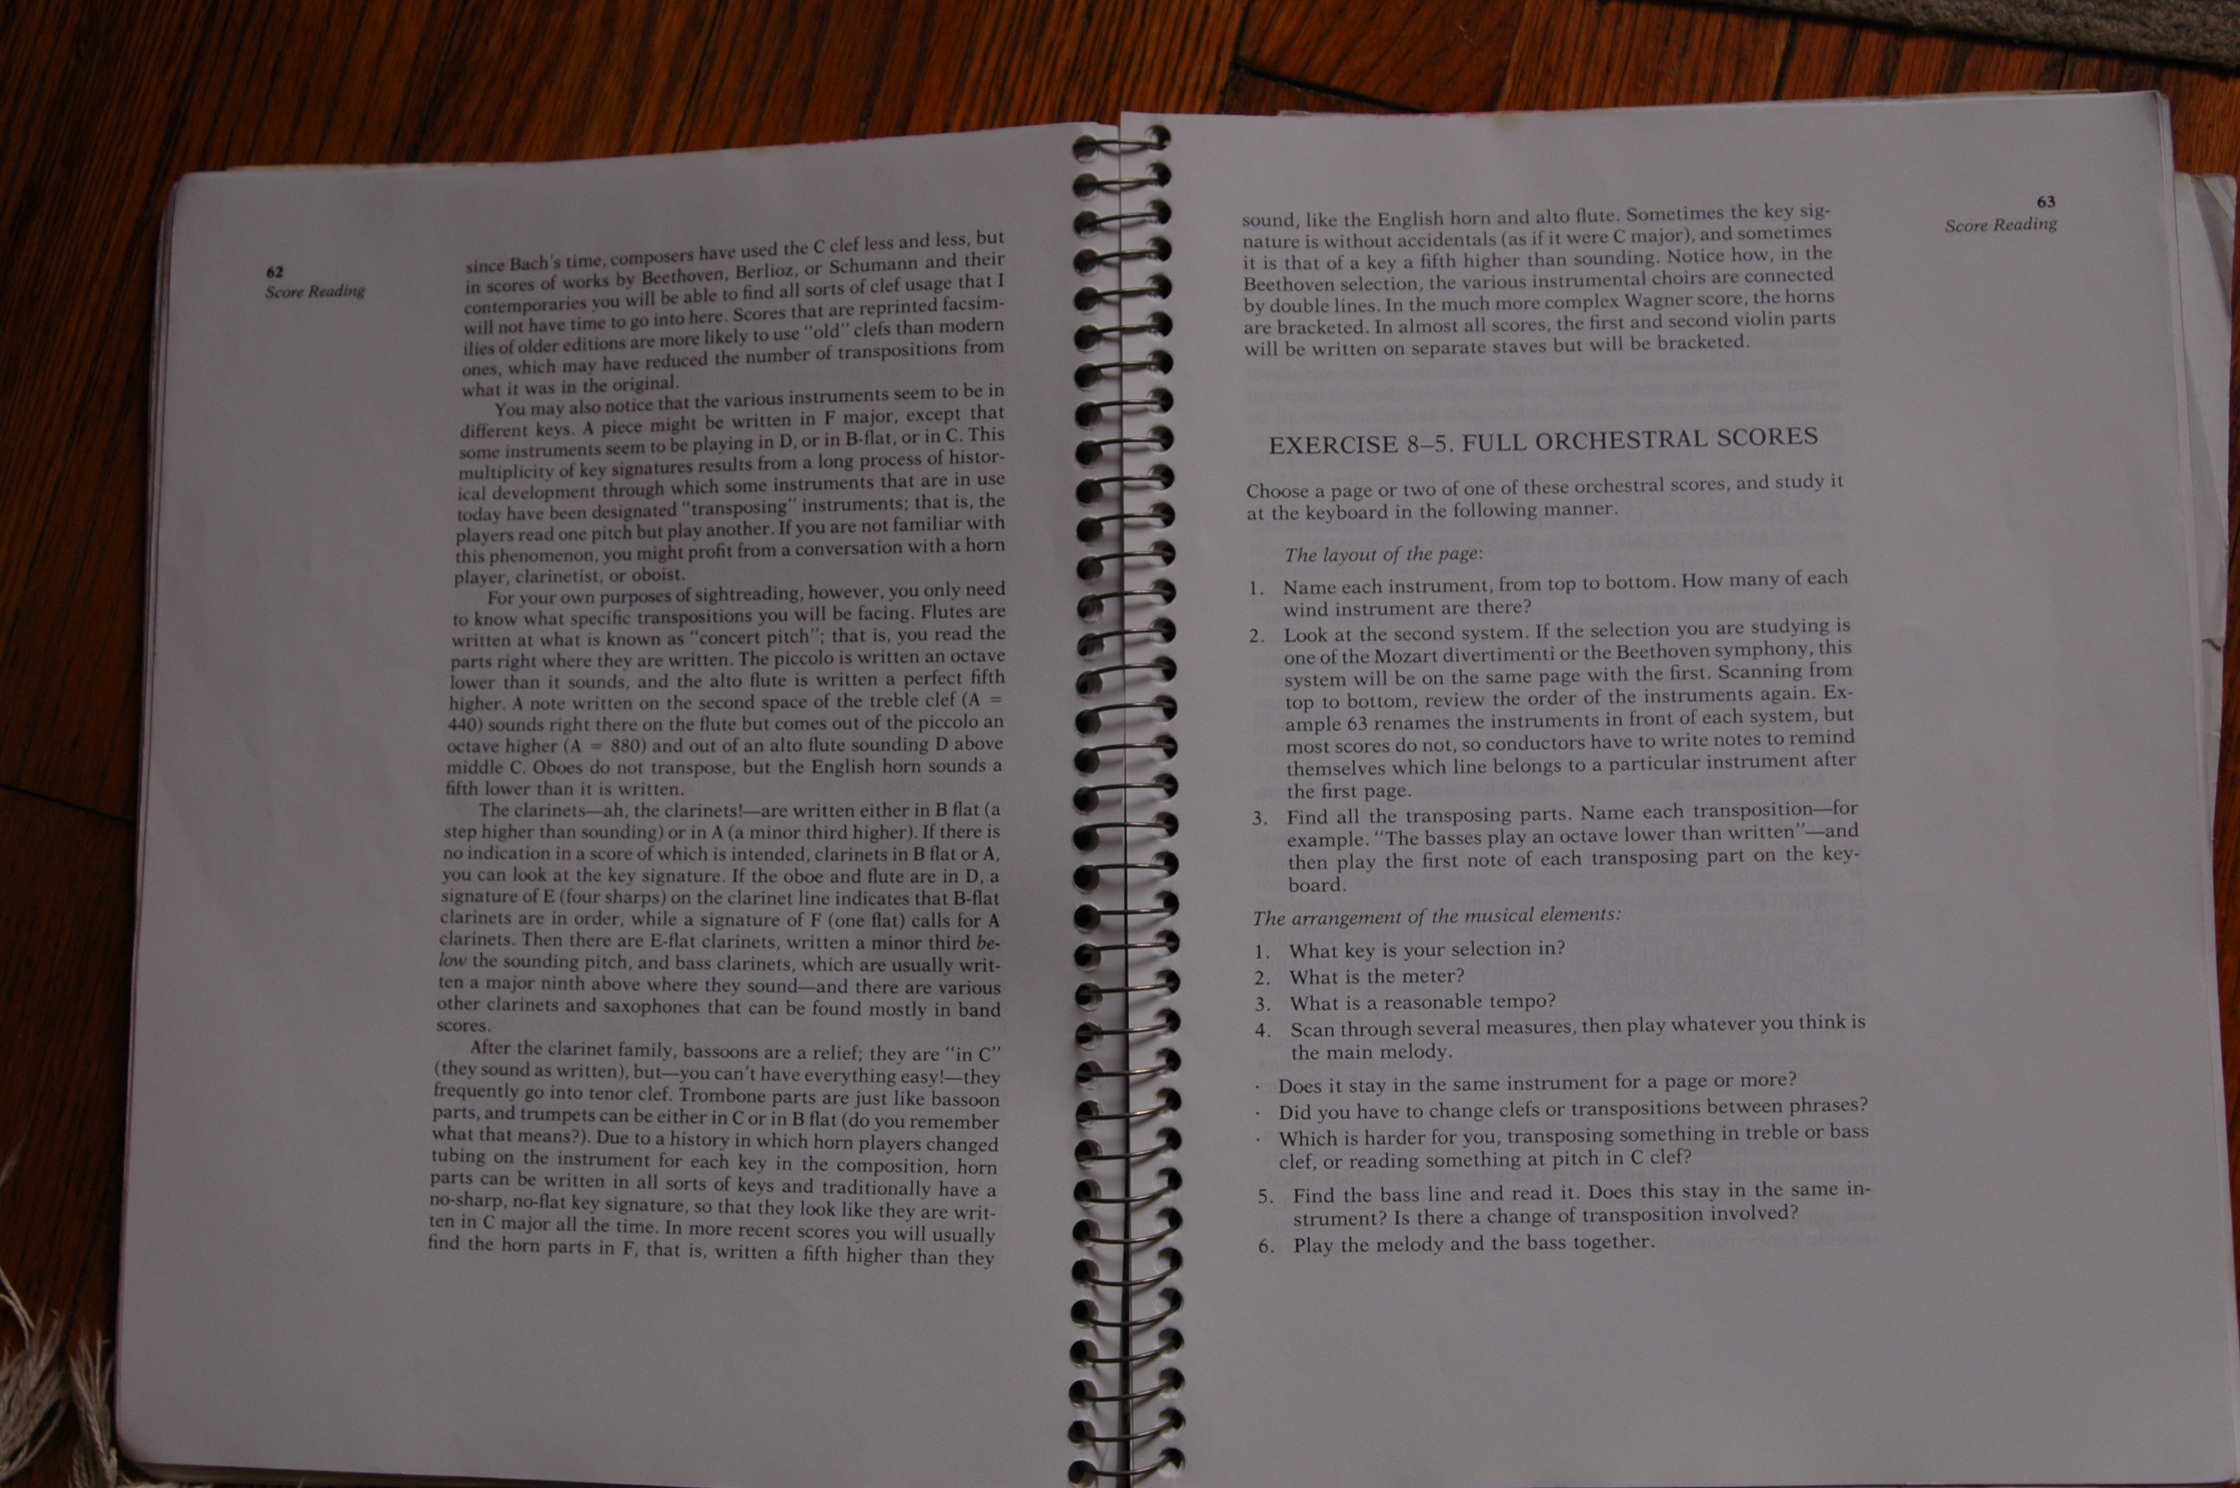 62
Score Reading
since Bach's time, composers have used the C clef less and less, but
in scores of works by Beethoven, Berlioz, or Schumann and their
contemporaries you will be able to find all sorts of clef usage that I
will not have time to go into here. Scores that are reprinted facsim-
ilies of older editions are more likely to use "old" clefs than modern
ones, which may have reduced the number of transpositions from
what it was in the original.
You may also notice that the various instruments seem to be in
different keys. A piece might be written in F major, except that
some instruments seem to be playing in D, or in B-flat, or in C. This
multiplicity of key signatures results from a long process of histor-
ical development through which some instruments that are in use
today have been designated "transposing" instruments; that is, the
players read one pitch but play another. If you are not familiar with
this phenomenon, you might profit from a conversation with a horn
player, clarinetist, or oboist.
For your own purposes of sightreading, however, you only need
to know what specific transpositions you will be facing. Flutes are
written at what is known as "concert pitch"; that is, you read the
parts right where they are written. The piccolo is written an octave
lower than it sounds, and the alto flute is written a perfect fifth
higher. A note written on the second space of the treble clef (A =
440) sounds right there on the flute but comes out of the piccolo an
octave higher (A = 880) and out of an alto flute sounding D above
middle C. Oboes do not transpose, but the English horn sounds a
fifth lower than it is written.
The clarinets—ah, the clarinets!—are written either in B flat (a
step higher than sounding) or in A (a minor third higher). If there is
no indication in a score of which is intended, clarinets in B flat or A,
you can look at the key signature. If the oboe and flute are in D, a
signature of E (four sharps) on the clarinet line indicates that B-flat
clarinets are in order, while a signature of F (one flat) calls for A
clarinets. Then there are E-flat clarinets, written a minor third be-
low the sounding pitch, and bass clarinets, which are usually writ-
ten a major ninth above where they sound—and there are various
other clarinets and saxophones that can be found mostly in band
scores.
After the clarinet family, bassoons are a relief; they are "in C"
(they sound as written), but—you can't have everything easy!—they
frequently go into tenor clef. Trombone parts are just like bassoon
parts, and trumpets can be either in C or in B flat (do you remember
what that means?). Due to a history in which horn players changed
tubing on the instrument for each key in the composition, horn
parts can be written in all sorts of keys and traditionally have a
no-sharp, no-flat key signature, so that they look like they are writ-
ten in C major all the time. In more recent scores you will usually
find the horn parts in F, that is, written a fifth higher than they
63
Score Reading
sound, like the English horn and alto flute. Sometimes the key sig-
nature is without accidentals (as if it were C major), and sometimes
it is that of a key a fifth higher than sounding. Notice how, in the
Beethoven selection, the various instrumental choirs are connected
by double lines. In the much more complex Wagner score, the horns
are bracketed. In almost all scores, the first and second violin parts
will be written on separate staves but will be bracketed.
EXERCISE 8–5. FULL ORCHESTRAL SCORES
Choose a page or two of one of these orchestral scores, and study it
at the keyboard in the following manner.
The layout of the page:
1. Name each instrument, from top to bottom. How many of each
wind instrument are there?
2. Look at the second system. If the selection you are studying is
one of the Mozart divertimenti or the Beethoven symphony, this
system will be on the same page with the first. Scanning from
top to bottom, review the order of the instruments again. Ex-
ample 63 renames the instruments in front of each system, but
most scores do not, so conductors have to write notes to remind
themselves which line belongs to a particular instrument after
the first page.
3. Find all the transposing parts. Name each transposition—for
example. "The basses play an octave lower than written"—and
then play the first note of each transposing part on the key-
board.
The arrangement of the musical elements:
1. What key is your selection in?
2. What is the meter?
3. What is a reasonable tempo?
4. Scan through several measures, then play whatever you think is
the main melody.
· Does it stay in the same instrument for a page or more?
· Did you have to change clefs or transpositions between phrases?
· Which is harder for you, transposing something in treble or bass
clef, or reading something at pitch in C clef?
5. Find the bass line and read it. Does this stay in the same in-
strument? Is there a change of transposition involved?
6. Play the melody and the bass together.